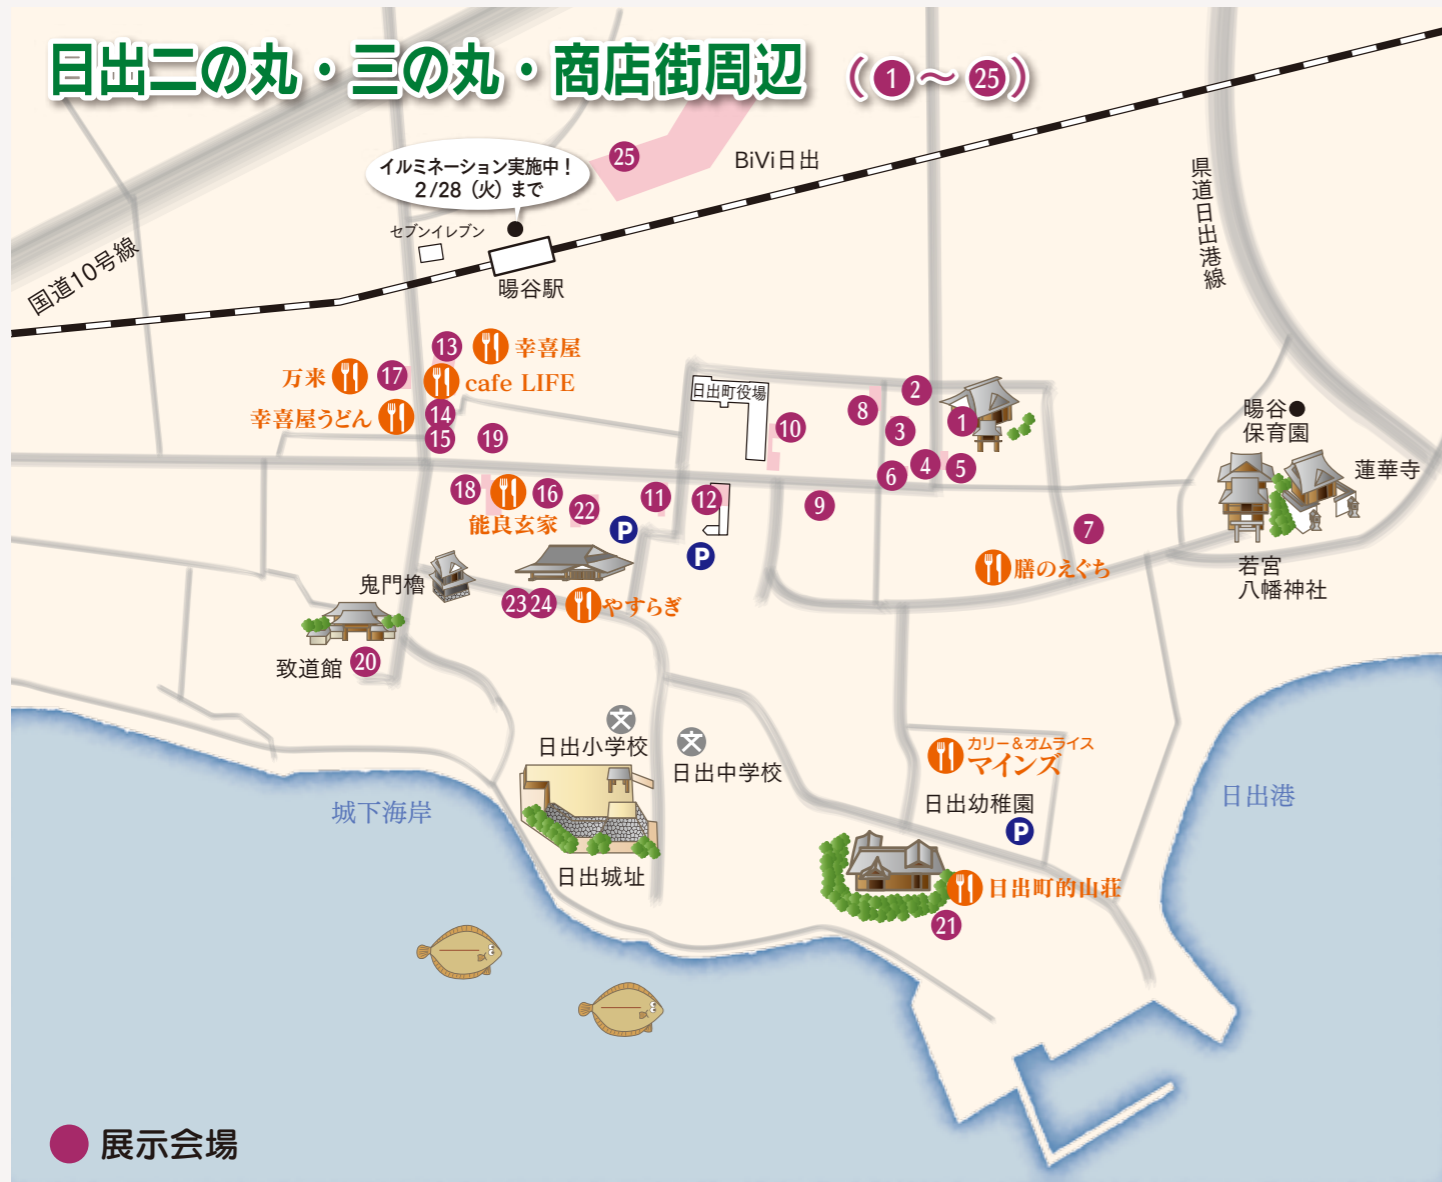 日出二の丸・三の丸・商店街周辺 (1～25)
イルミネーション実施中！
2/28（火）まで
25
BiVi日出
セブンイレブン
暘谷駅
国道10号線
県道日出港線
13
幸喜屋
万来
17
cafe LIFE
幸喜屋うどん
14
15
19
日出町役場
10
8
2
3
1
6
4
5
暘谷
保育園
蓮華寺
若宮
八幡神社
18
能良玄家
16
22
11
12
9
7
P
P
膳のえぐち
鬼門櫓
23
24
やすらぎ
致道館
20
文
日出小学校
文
日出中学校
カリー＆オムライス
マインズ
日出幼稚園
P
日出港
城下海岸
日出城址
日出町的山荘
21
展示会場